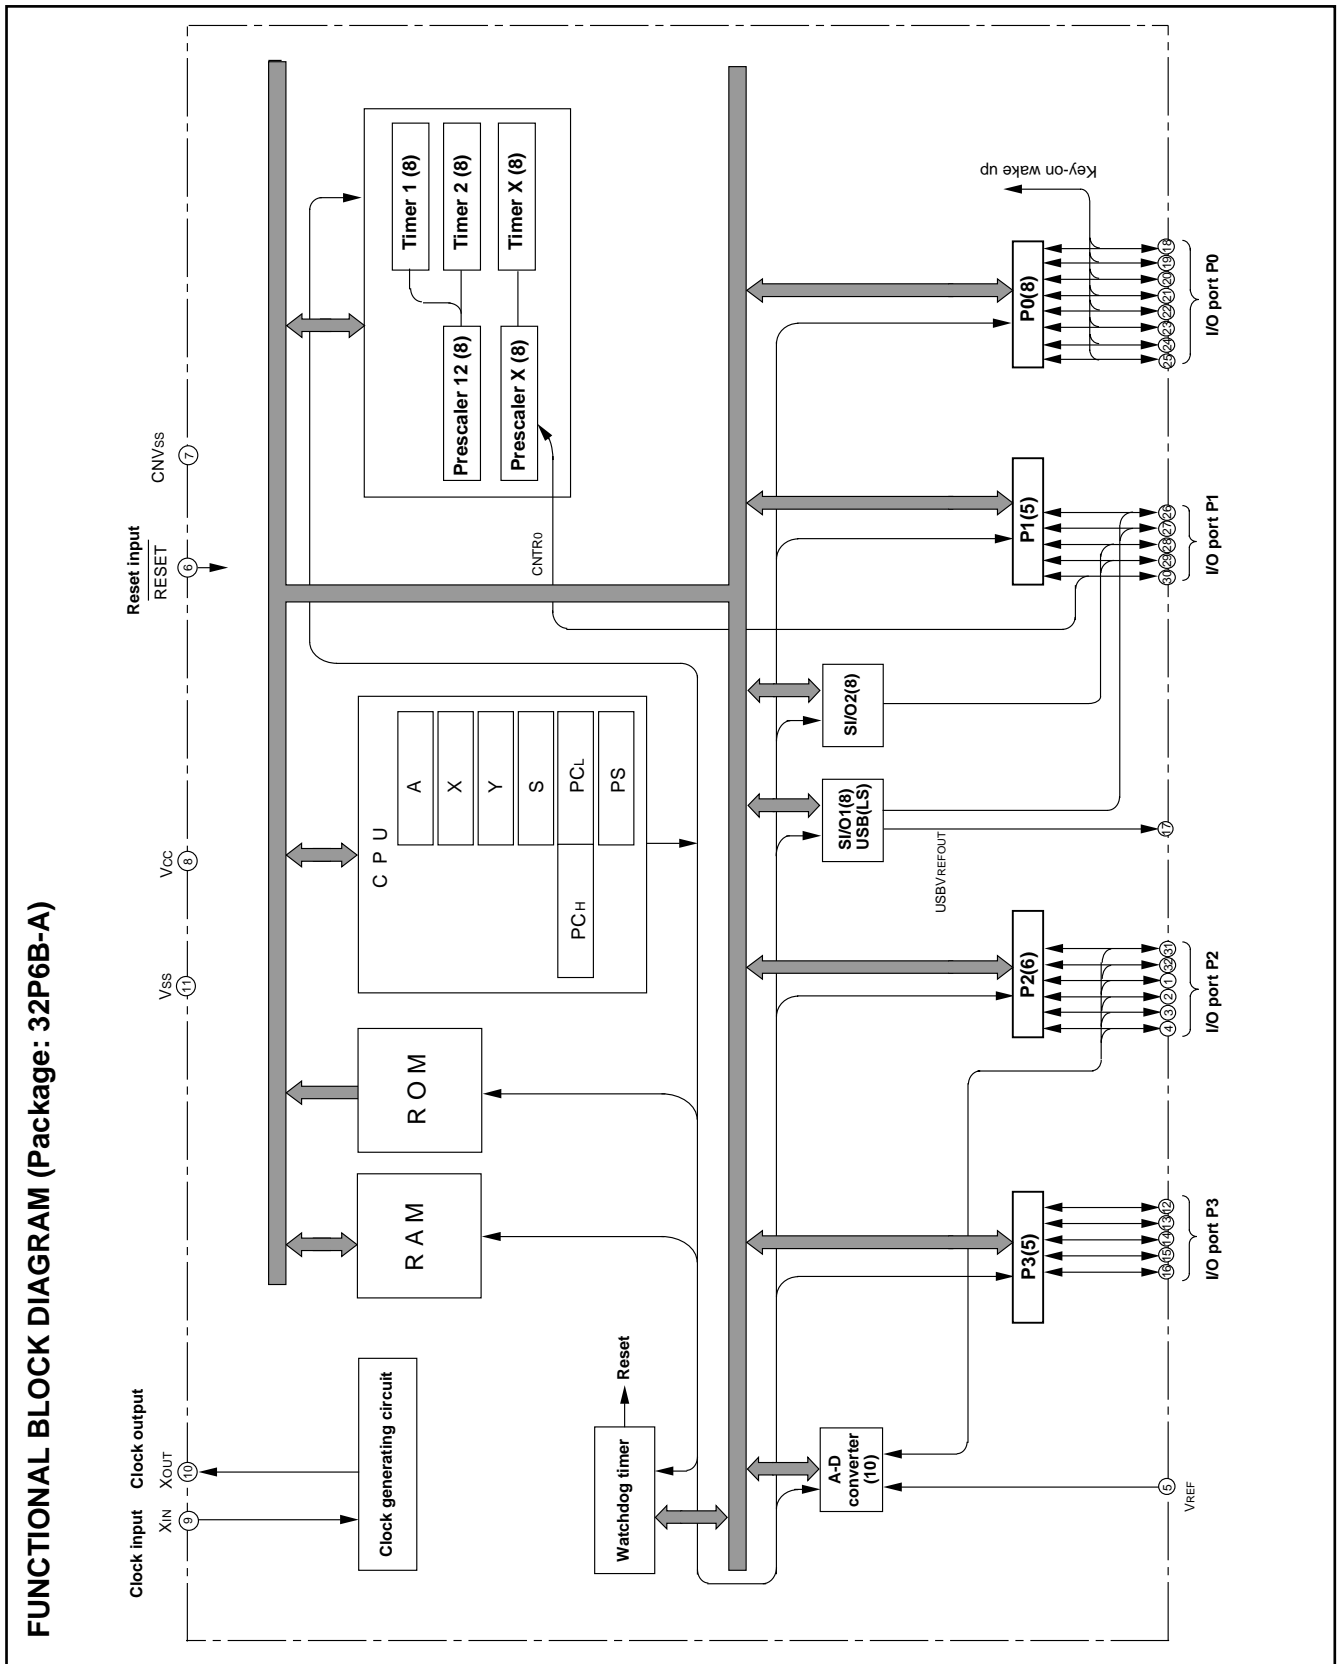 FUNCTIONAL BLOCK DIAGRAM (Package: 32P6B-A)
Clock input
Clock output
Reset input
XIN
XOUT
VSS
VCC
RESET
CNVSS
9
10
11
8
6
7
Clock generating circuit
RAM
ROM
CPU
A
X
Y
S
PCH
PCL
PS
Timer 1 (8)
Prescaler 12 (8)
Timer 2 (8)
Prescaler X (8)
Timer X (8)
CNTR0
Watchdog timer
Reset
A-D
converter
(10)
SI/O1(8)
USB(LS)
SI/O2(8)
USBVREFOUT
Key-on wake up
P3(5)
P2(6)
P1(5)
P0(8)
5
16
15
14
13
12
4
3
2
1
32
31
17
30
29
28
27
26
25
24
23
22
21
20
19
18
VREF
I/O port P3
I/O port P2
I/O port P1
I/O port P0